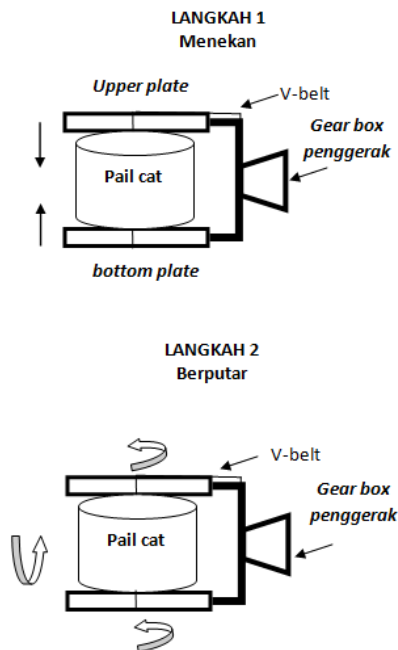 LANGKAH 1
Menekan
Upper plate
V-belt
Gear box
penggerak
Pail cat
bottom plate
LANGKAH 2
Berputar
V-belt
Gear box
penggerak
Pail cat